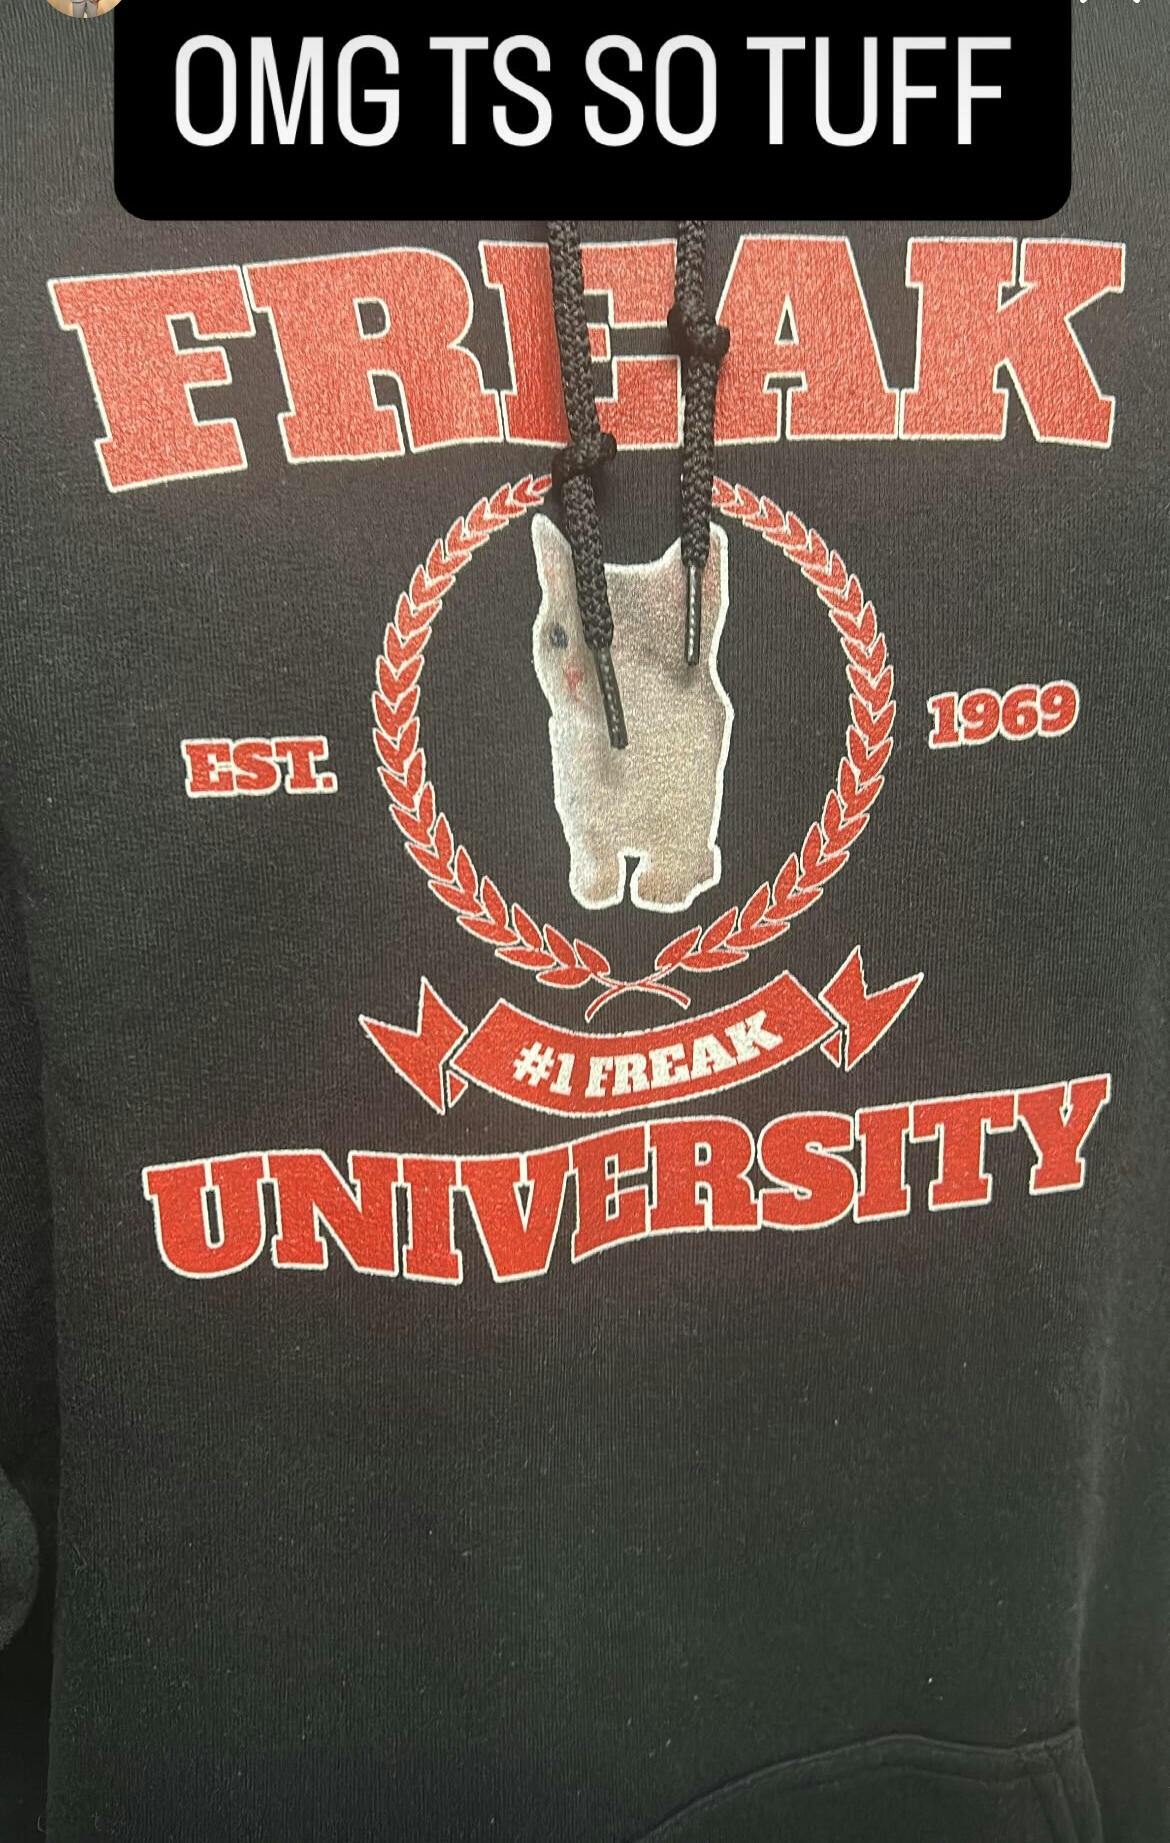 OMG TS SO TUFF
FREAK
EST.
1969
#1 FREAK
UNIVERSITY